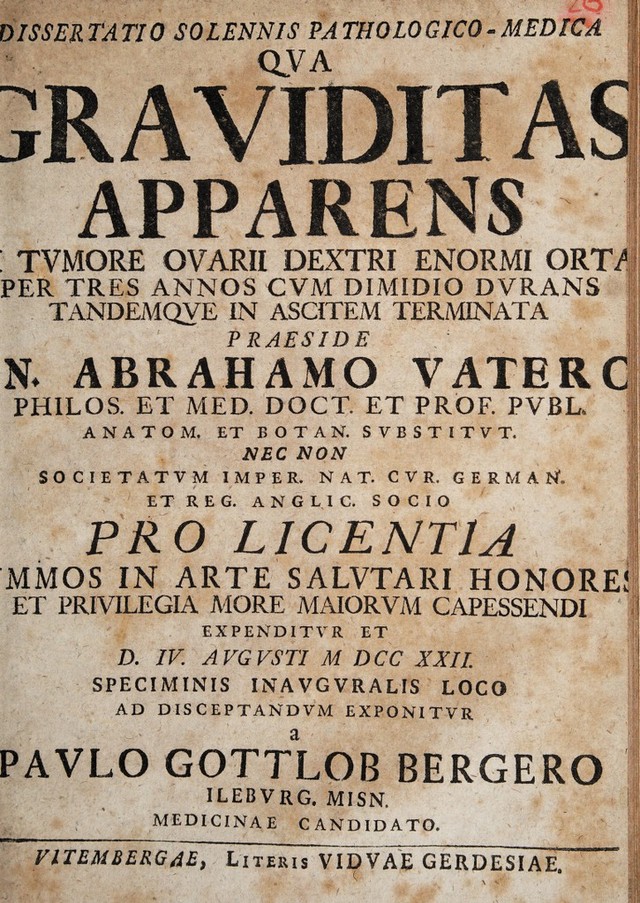 28
DISSERTATIO SOLENNIS PATHOLOGICO-MEDICA
QVA
GRAVIDITAS
APPARENS
TVMORE OVARII DEXTRI ENORMI ORTA
PER TRES ANNOS CVM DIMIDIO DVRANS
TANDEMQVE IN ASCITEM TERMINATA
PRAESIDE
N. ABRAHAMO VATERO
PHILOS. ET MED. DOCT. ET PROF. PVBL.
ANATOM. ET BOTAN. SVBSTITVT.
NEC NON
SOCIETATVM IMPER. NAT. CVR. GERMAN.
ET REG. ANGLIC. SOCIO
PRO LICENTIA
MMOS IN ARTE SALVTARI HONORES
ET PRIVILEGIA MORE MAIORVM CAPESSENDI
EXPENDITVR ET
D. IV. AVGVSTI M DCC XXII.
SPECIMINIS INAVGVRALIS LOCO
AD DISCEPTANDVM EXPONITVR
a
PAVLO GOTTLOB BERGERO
ILEBVRG. MISN.
MEDICINAE CANDIDATO.
VITEMBERGAE, LITERIS VIDVAE GERDESIAE.